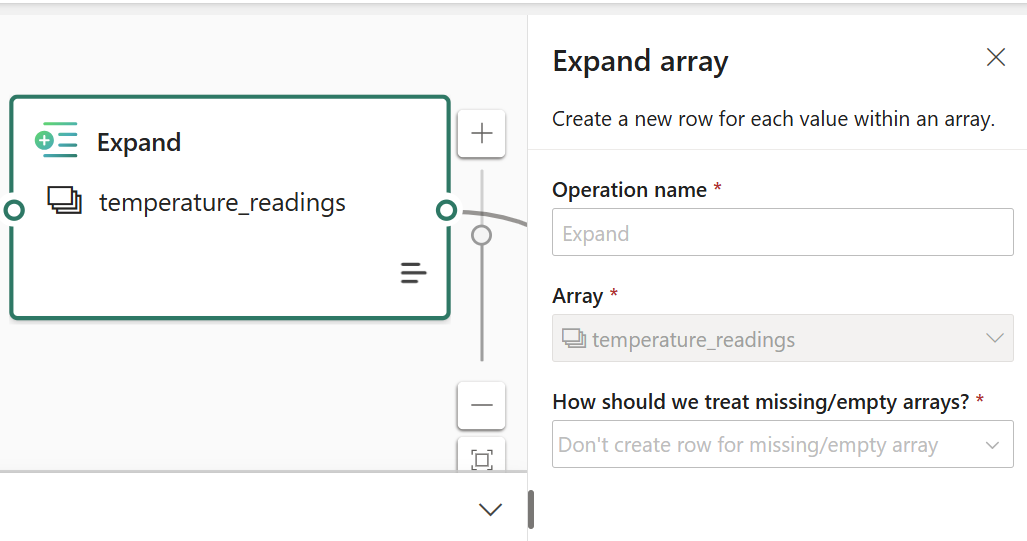 Expand
temperature_readings
Expand array
Create a new row for each value within an array.
Operation name *
Expand
Array *
temperature_readings
How should we treat missing/empty arrays? *
Don't create row for missing/empty array